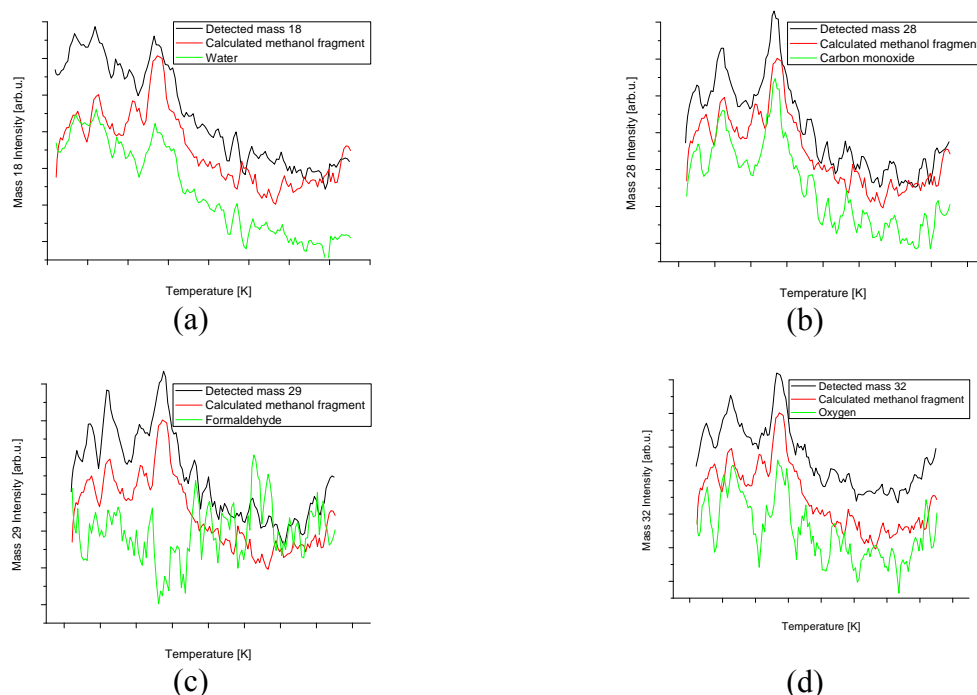 Detected mass 18
Calculated methanol fragment
Water
Mass 18 Intensity [arb.u.]
Temperature [K]
(a)
Detected mass 28
Calculated methanol fragment
Carbon monoxide
Mass 28 Intensity [arb.u.]
Temperature [K]
(b)
Detected mass 29
Calculated methanol fragment
Formaldehyde
Mass 29 Intensity [arb.u.]
Temperature [K]
(c)
Detected mass 32
Calculated methanol fragment
Oxygen
Mass 32 Intensity [arb.u.]
Temperature [K]
(d)